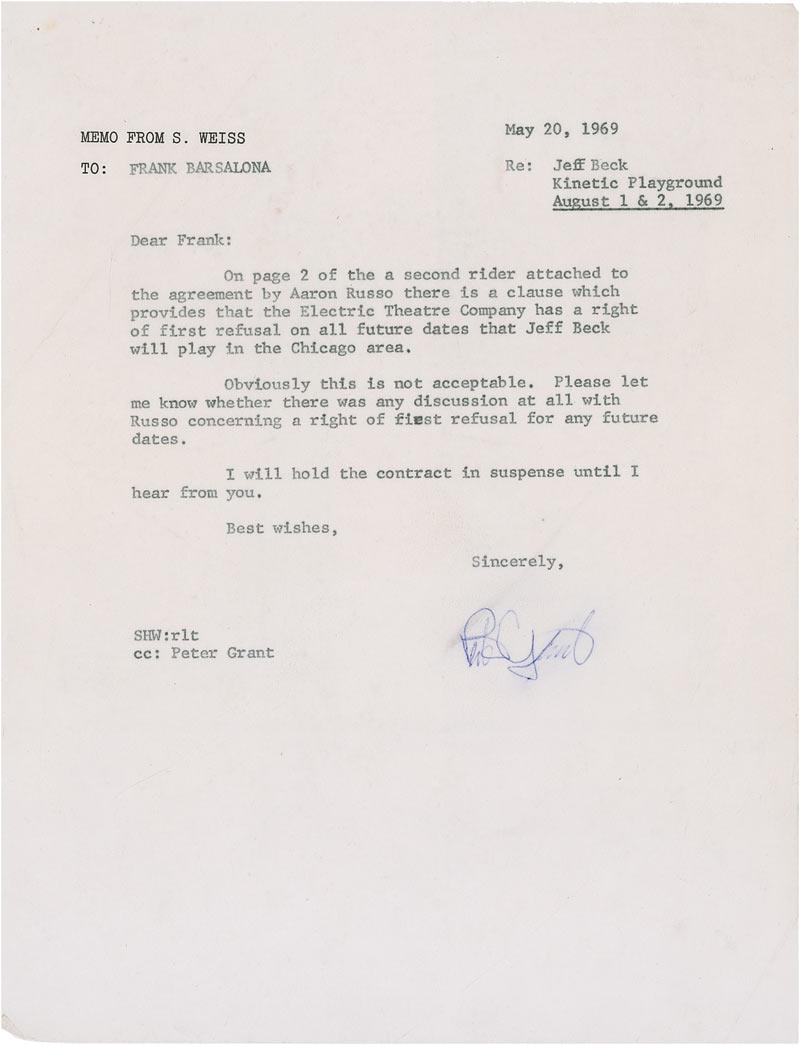 MEMO FROM S. WEISS
May 20, 1969
TO: FRANK BARSALONA
Re: Jeff Beck
Kinetic Playground
August 1 & 2, 1969
Dear Frank:
On page 2 of the a second rider attached to
the agreement by Aaron Russo there is a clause which
provides that the Electric Theatre Company has a right
of first refusal on all future dates that Jeff Beck
will play in the Chicago area.
Obviously this is not acceptable. Please let
me know whether there was any discussion at all with
Russo concerning a right of first refusal for any future
dates.
I will hold the contract in suspense until I
hear from you.
Best wishes,
Sincerely,
SHW:rlt
cc: Peter Grant